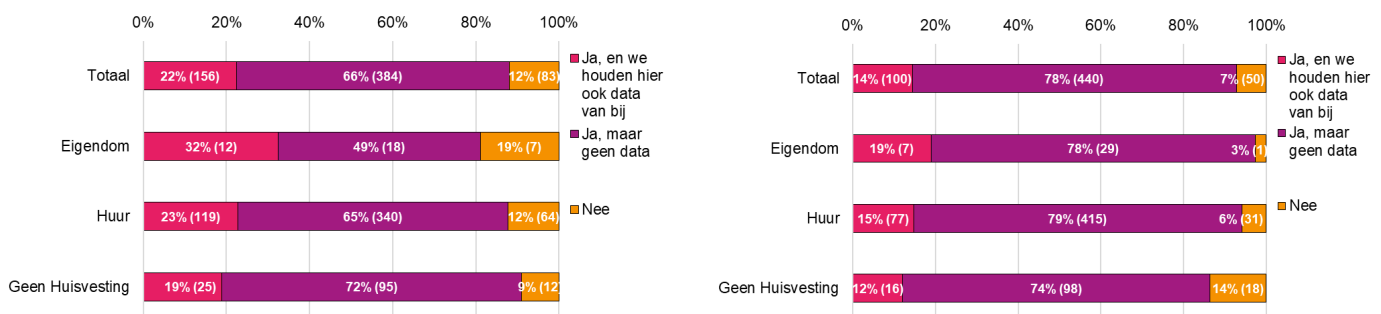 0% 20% 40% 60% 80% 100%
Totaal 22% (156) 66% (384) 12% (83)
Eigendom 32% (12) 49% (18) 19% (7)
Huur 23% (119) 65% (340) 12% (64)
Geen Huisvesting 19% (25) 72% (95) 9% (12)
Ja, en we
houden hier
ook data
van bij
Ja, maar
geen data
Nee
0% 20% 40% 60% 80% 100%
Totaal 14% (100) 78% (440) 7% (50)
Eigendom 19% (7) 78% (29) 3% (1)
Huur 15% (77) 79% (415) 6% (31)
Geen Huisvesting 12% (16) 74% (98) 14% (18)
Ja, en we
houden hier
ook data
van bij
Ja, maar
geen data
Nee